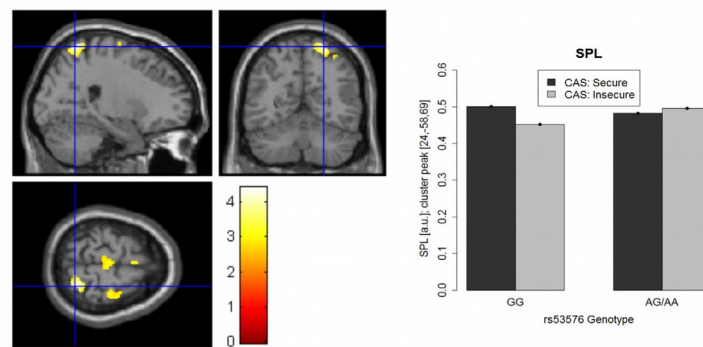 4
3
2
1
0
SPL
CAS: Secure
CAS: Insecure
SPL [a.u.]; cluster peak [24,-58,69]
0.6
0.5
0.4
0.3
0.2
0.1
0.0
GG AG/AA
rs53576 Genotype